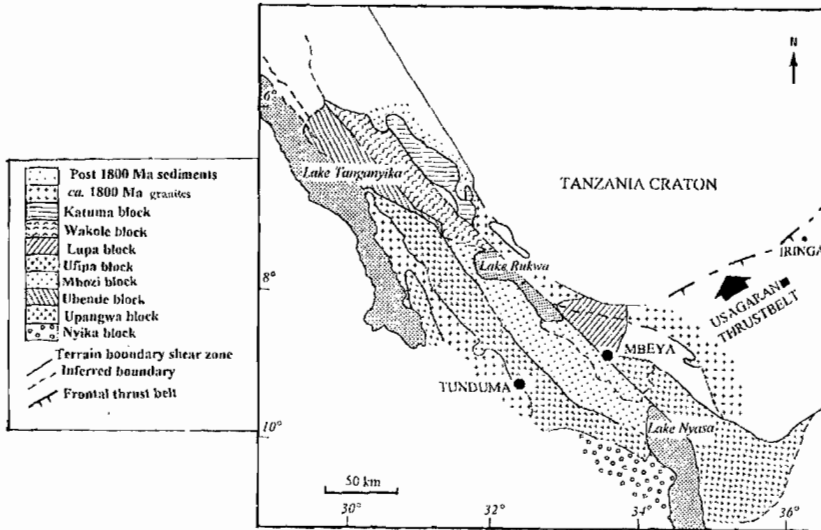 Post 1800 Ma sediments
ca. 1800 Ma granites
Katuma block
Wakole block
Lupa block
Ufipa block
Mbozi block
Ubende block
Upangwa block
Nyika block
Terrain boundary shear zone
Inferred boundary
Frontal thrust belt
N
6°
Lake Tanganyika
TANZANIA CRATON
IRINGA
8°
Lake Rukwa
USAGARAN
THRUSTBELT
MBEYA
TUNDUMA
Lake Nyasa
10°
50 km
30°
32°
34°
36°